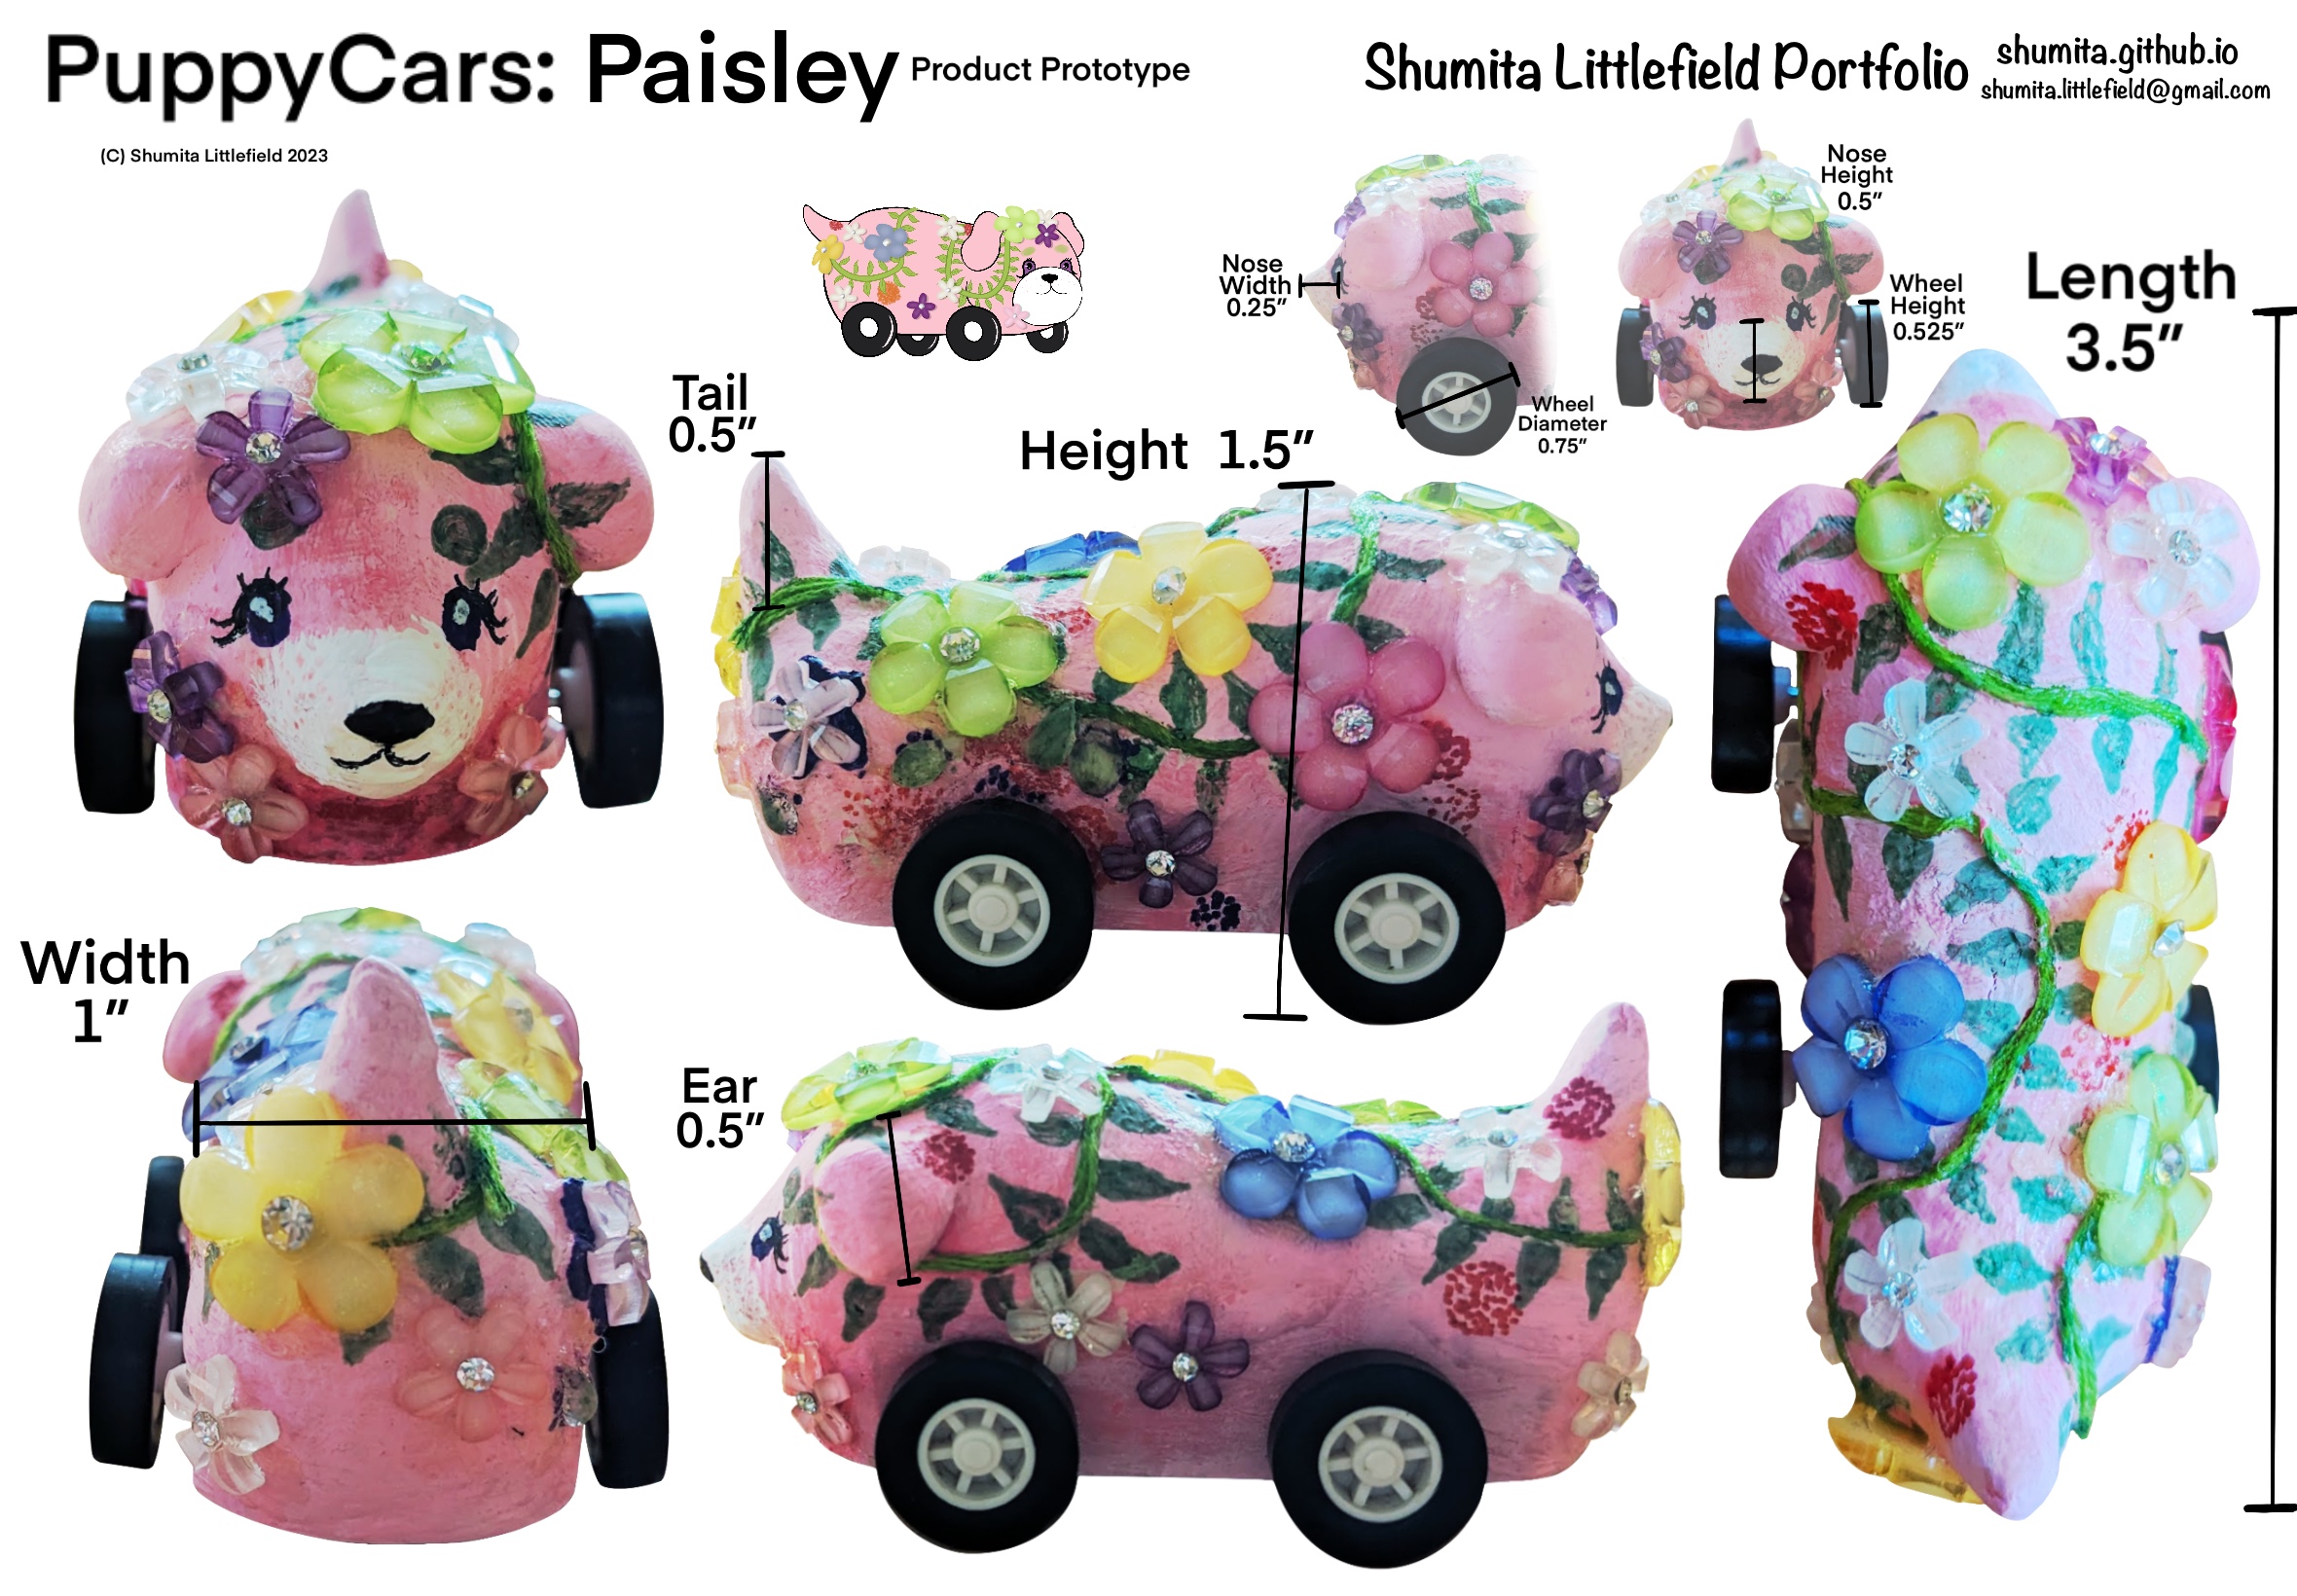 PuppyCars: Paisley Product Prototype
Shumita Littlefield Portfolio
shumita.github.io
shumita.littlefield@gmail.com
(C) Shumita Littlefield 2023
Nose
Height
0.5”
Nose
Width
0.25”
Wheel
Height
0.525”
Wheel
Diameter
0.75”
Length
3.5”
Tail
0.5”
Height 1.5”
Width
1”
Ear
0.5”